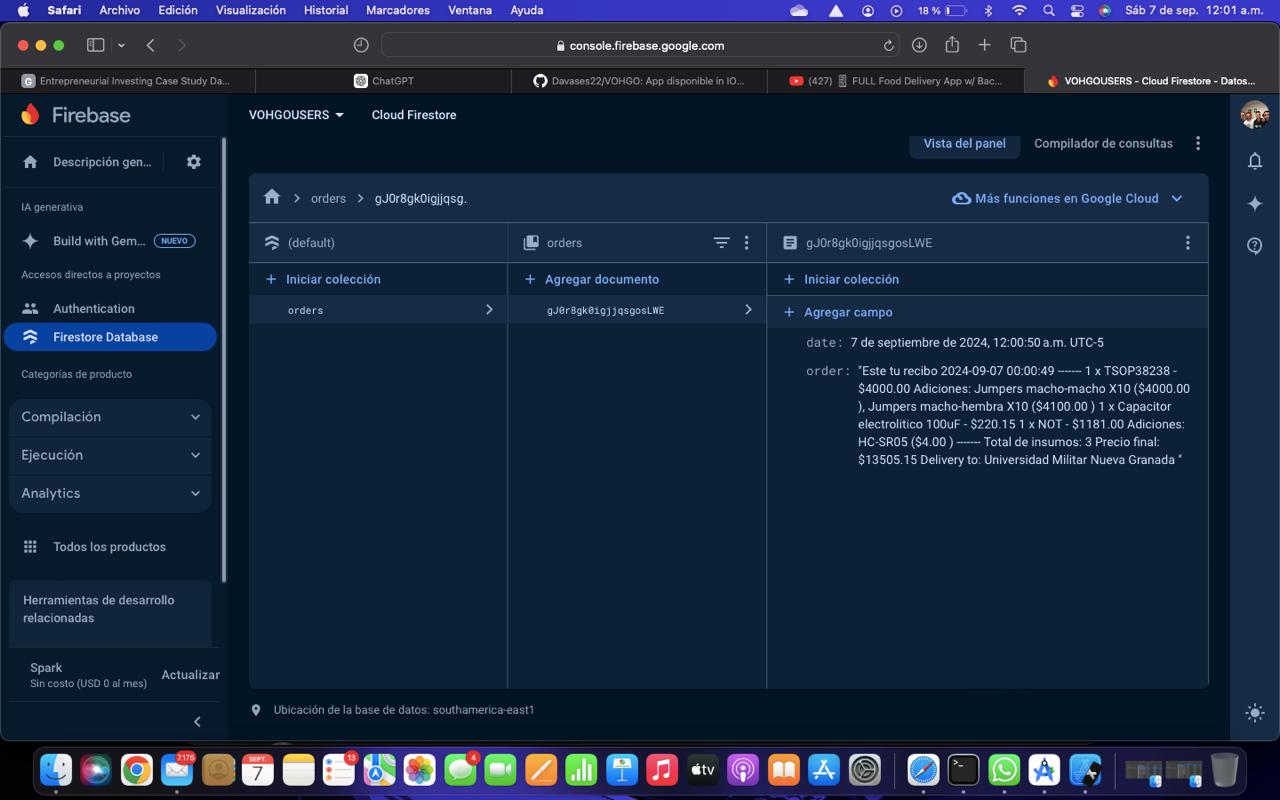 Safari Archivo Edición Visualización Historial Marcadores Ventana Ayuda 18 % Sáb 7 de sep. 12:01 a.m.
console.firebase.google.com
Entrepreneurial Investing Case Study Da...
ChatGPT
Davases22/VOHGO: App disponible in IO...
(427) FULL Food Delivery App w/ Bac...
VOHGOUSERS - Cloud Firestore - Datos...
Firebase
VOHGOUSERS
Cloud Firestore
Descripción gen...
IA generativa
Build with Gem... NUEVO
Accesos directos a proyectos
Authentication
Firestore Database
Categorías de producto
Compilación
Ejecución
Analytics
Todos los productos
Herramientas de desarrollo
relacionadas
Spark
Sin costo (USD 0 al mes)
Actualizar
Vista del panel
Compilador de consultas
orders
gJ0r8gk0igjjqsg.
Más funciones en Google Cloud
(default)
Iniciar colección
orders
orders
Agregar documento
gJ0r8gk0igjjqsgosLWE
gJ0r8gk0igjjqsgosLWE
Iniciar colección
Agregar campo
date: 7 de septiembre de 2024, 12:00:50 a.m. UTC-5
order: "Este tu recibo 2024-09-07 00:00:49 ------- 1 x TSOP38238 -
$4000.00 Adiciones: Jumpers macho-macho X10 ($4000.00
), Jumpers macho-hembra X10 ($4100.00 ) 1 x Capacitor
electrolitico 100uF - $220.15 1 x NOT - $1181.00 Adiciones:
HC-SR05 ($4.00 ) ------- Total de insumos: 3 Precio final:
$13505.15 Delivery to: Universidad Militar Nueva Granada "
Ubicación de la base de datos: southamerica-east1
7.176
SEPT.
7
13
4
tv